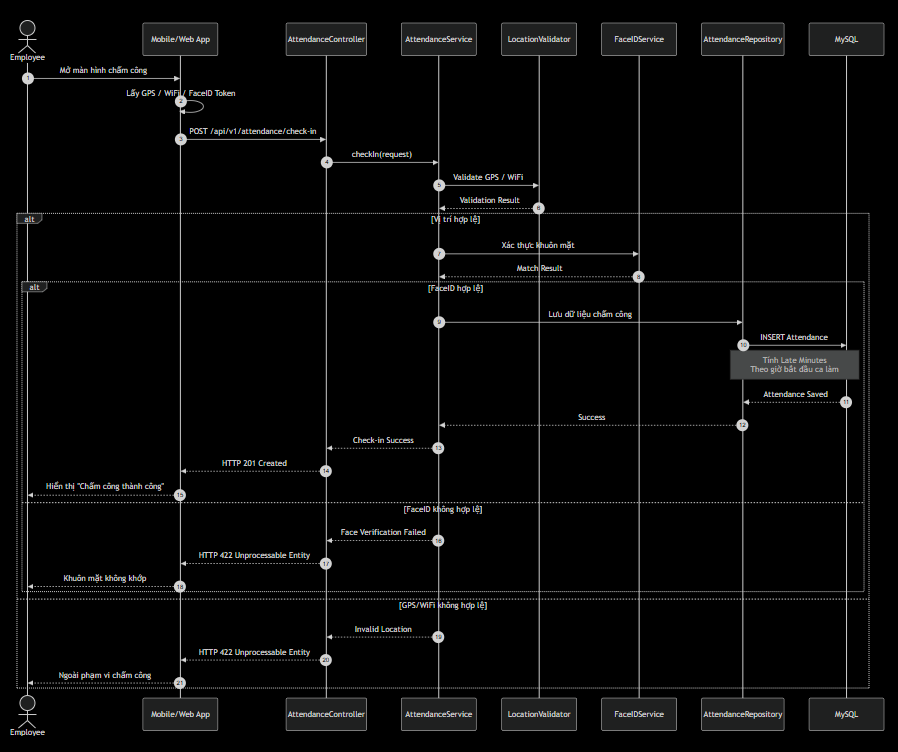 Employee
Mobile/Web App
AttendanceController
AttendanceService
LocationValidator
FaceIDService
AttendanceRepository
MySQL
1
Mở màn hình chấm công
Lấy GPS / WiFi / FaceID Token
2
3
POST /api/v1/attendance/check-in
4
checkIn(request)
5
Validate GPS / WiFi
Validation Result
6
alt
[Vị trí hợp lệ]
7
Xác thực khuôn mặt
Match Result
8
alt
[FaceID hợp lệ]
9
Lưu dữ liệu chấm công
10
INSERT Attendance
Tính Late Minutes
Theo giờ bắt đầu ca làm
Attendance Saved
11
Success
12
Check-in Success
13
HTTP 201 Created
14
Hiển thị "Chấm công thành công"
15
[FaceID không hợp lệ]
Face Verification Failed
16
HTTP 422 Unprocessable Entity
17
Khuôn mặt không khớp
18
[GPS/WiFi không hợp lệ]
Invalid Location
19
HTTP 422 Unprocessable Entity
20
Ngoài phạm vi chấm công
21
Employee
Mobile/Web App
AttendanceController
AttendanceService
LocationValidator
FaceIDService
AttendanceRepository
MySQL